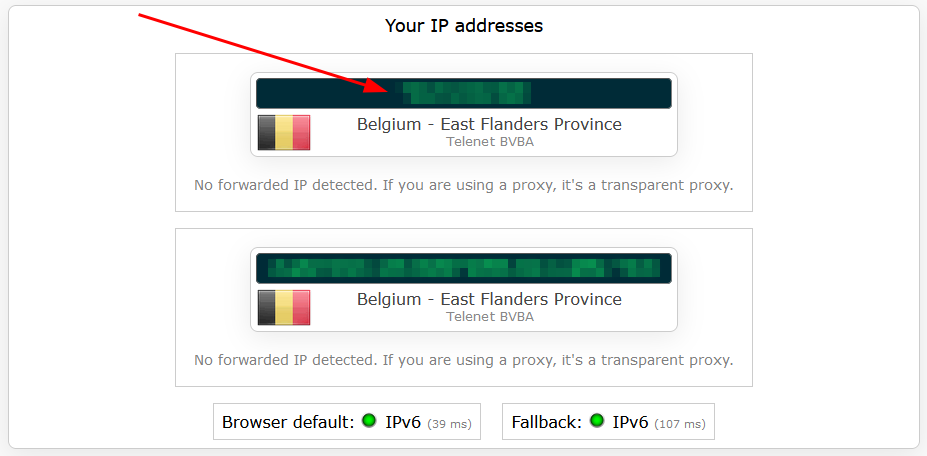 Your IP addresses
Belgium - East Flanders Province
Telenet BVBA
No forwarded IP detected. If you are using a proxy, it's a transparent proxy.
Belgium - East Flanders Province
Telenet BVBA
No forwarded IP detected. If you are using a proxy, it's a transparent proxy.
Browser default: IPv6 (39 ms) Fallback: IPv6 (107 ms)